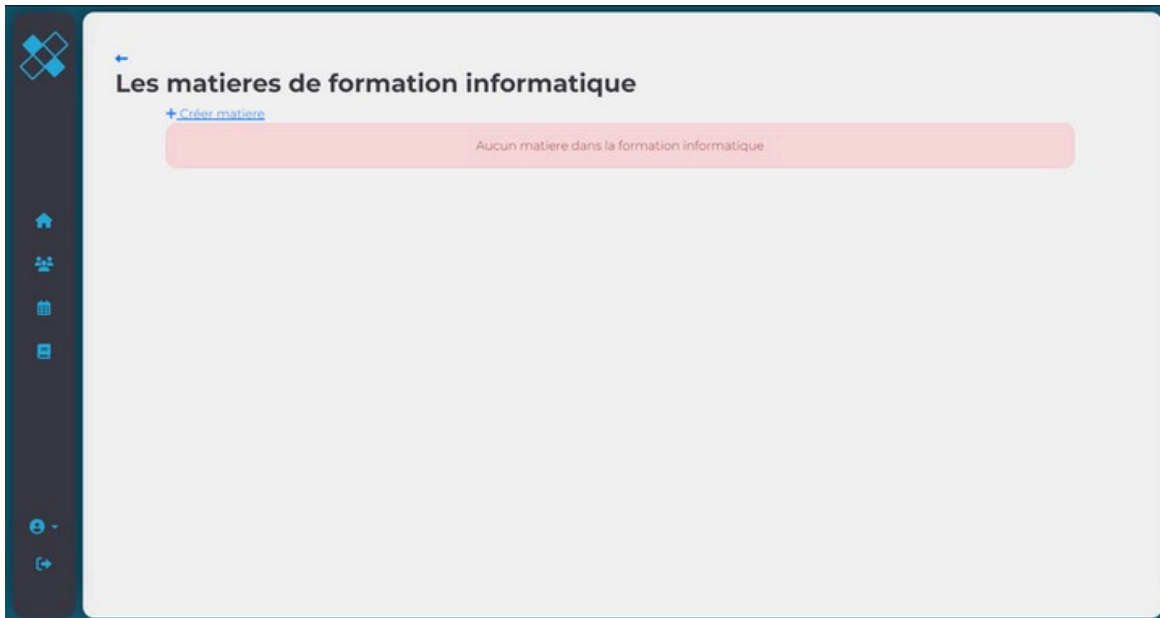 Les matieres de formation informatique
+ Créer matiere
Aucun matiere dans la formation informatique